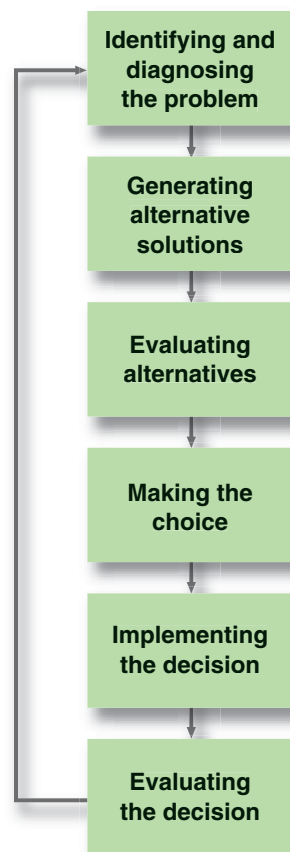 Identifying and
diagnosing
the problem
Generating
alternative
solutions
Evaluating
alternatives
Making the
choice
Implementing
the decision
Evaluating
the decision